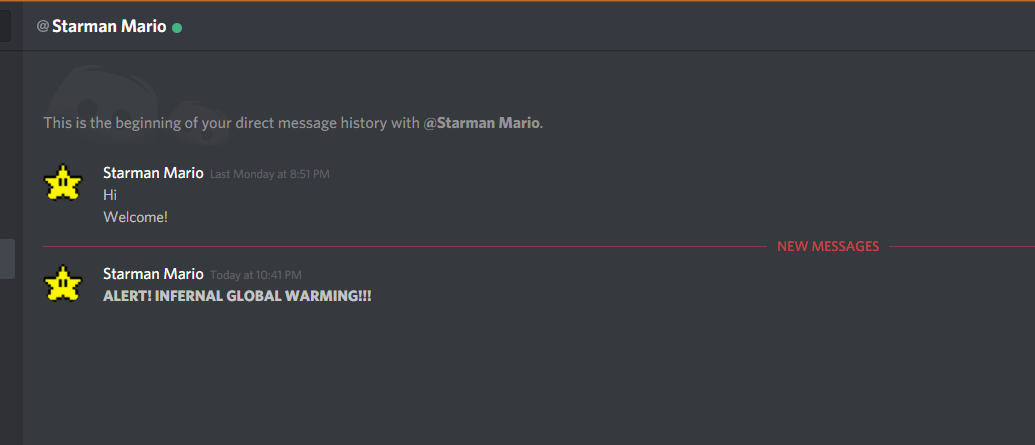 @Starman Mario
This is the beginning of your direct message history with @Starman Mario.
Starman Mario Last Monday at 8:51 PM
Hi
Welcome!
NEW MESSAGES
Starman Mario Today at 10:41 PM
ALERT! INFERNAL GLOBAL WARMING!!!